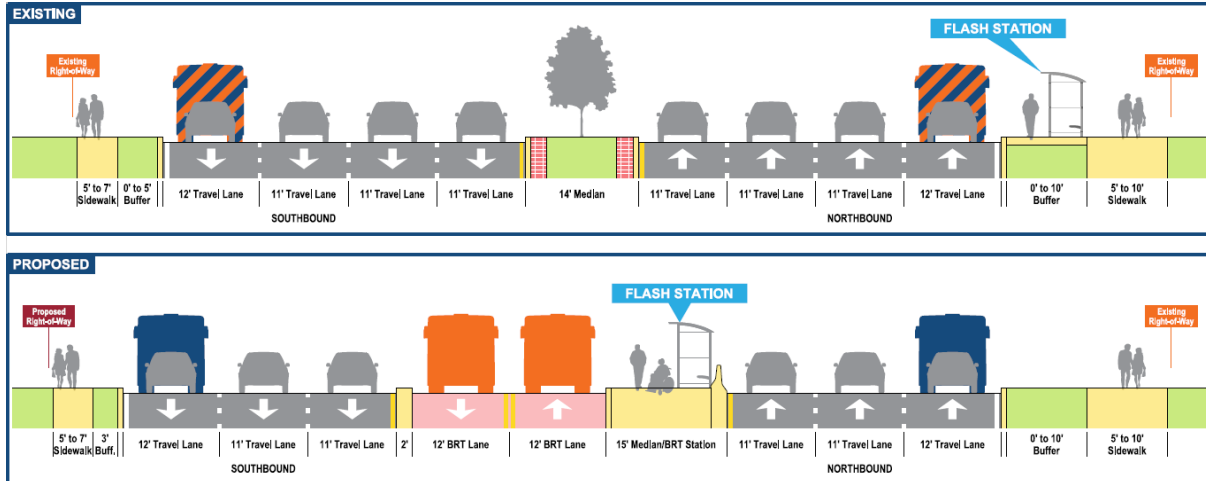 EXISTING
FLASH STATION
Existing
Right-of-Way
Existing
Right-of-Way
5' to 7'
Sidewalk
0' to 5'
Buffer
12' Travel Lane
11' Travel Lane
11' Travel Lane
11' Travel Lane
14' Median
11' Travel Lane
11' Travel Lane
11' Travel Lane
12' Travel Lane
0' to 10'
Buffer
5' to 10'
Sidewalk
SOUTHBOUND
NORTHBOUND
PROPOSED
FLASH STATION
Proposed
Right-of-Way
Existing
Right-of-Way
5' to 7'
Sidewalk
3'
Buff.
12' Travel Lane
11' Travel Lane
11' Travel Lane
2'
12' BRT Lane
12' BRT Lane
15' Median/BRT Station
11' Travel Lane
11' Travel Lane
12' Travel Lane
0' to 10'
Buffer
5' to 10'
Sidewalk
SOUTHBOUND
NORTHBOUND